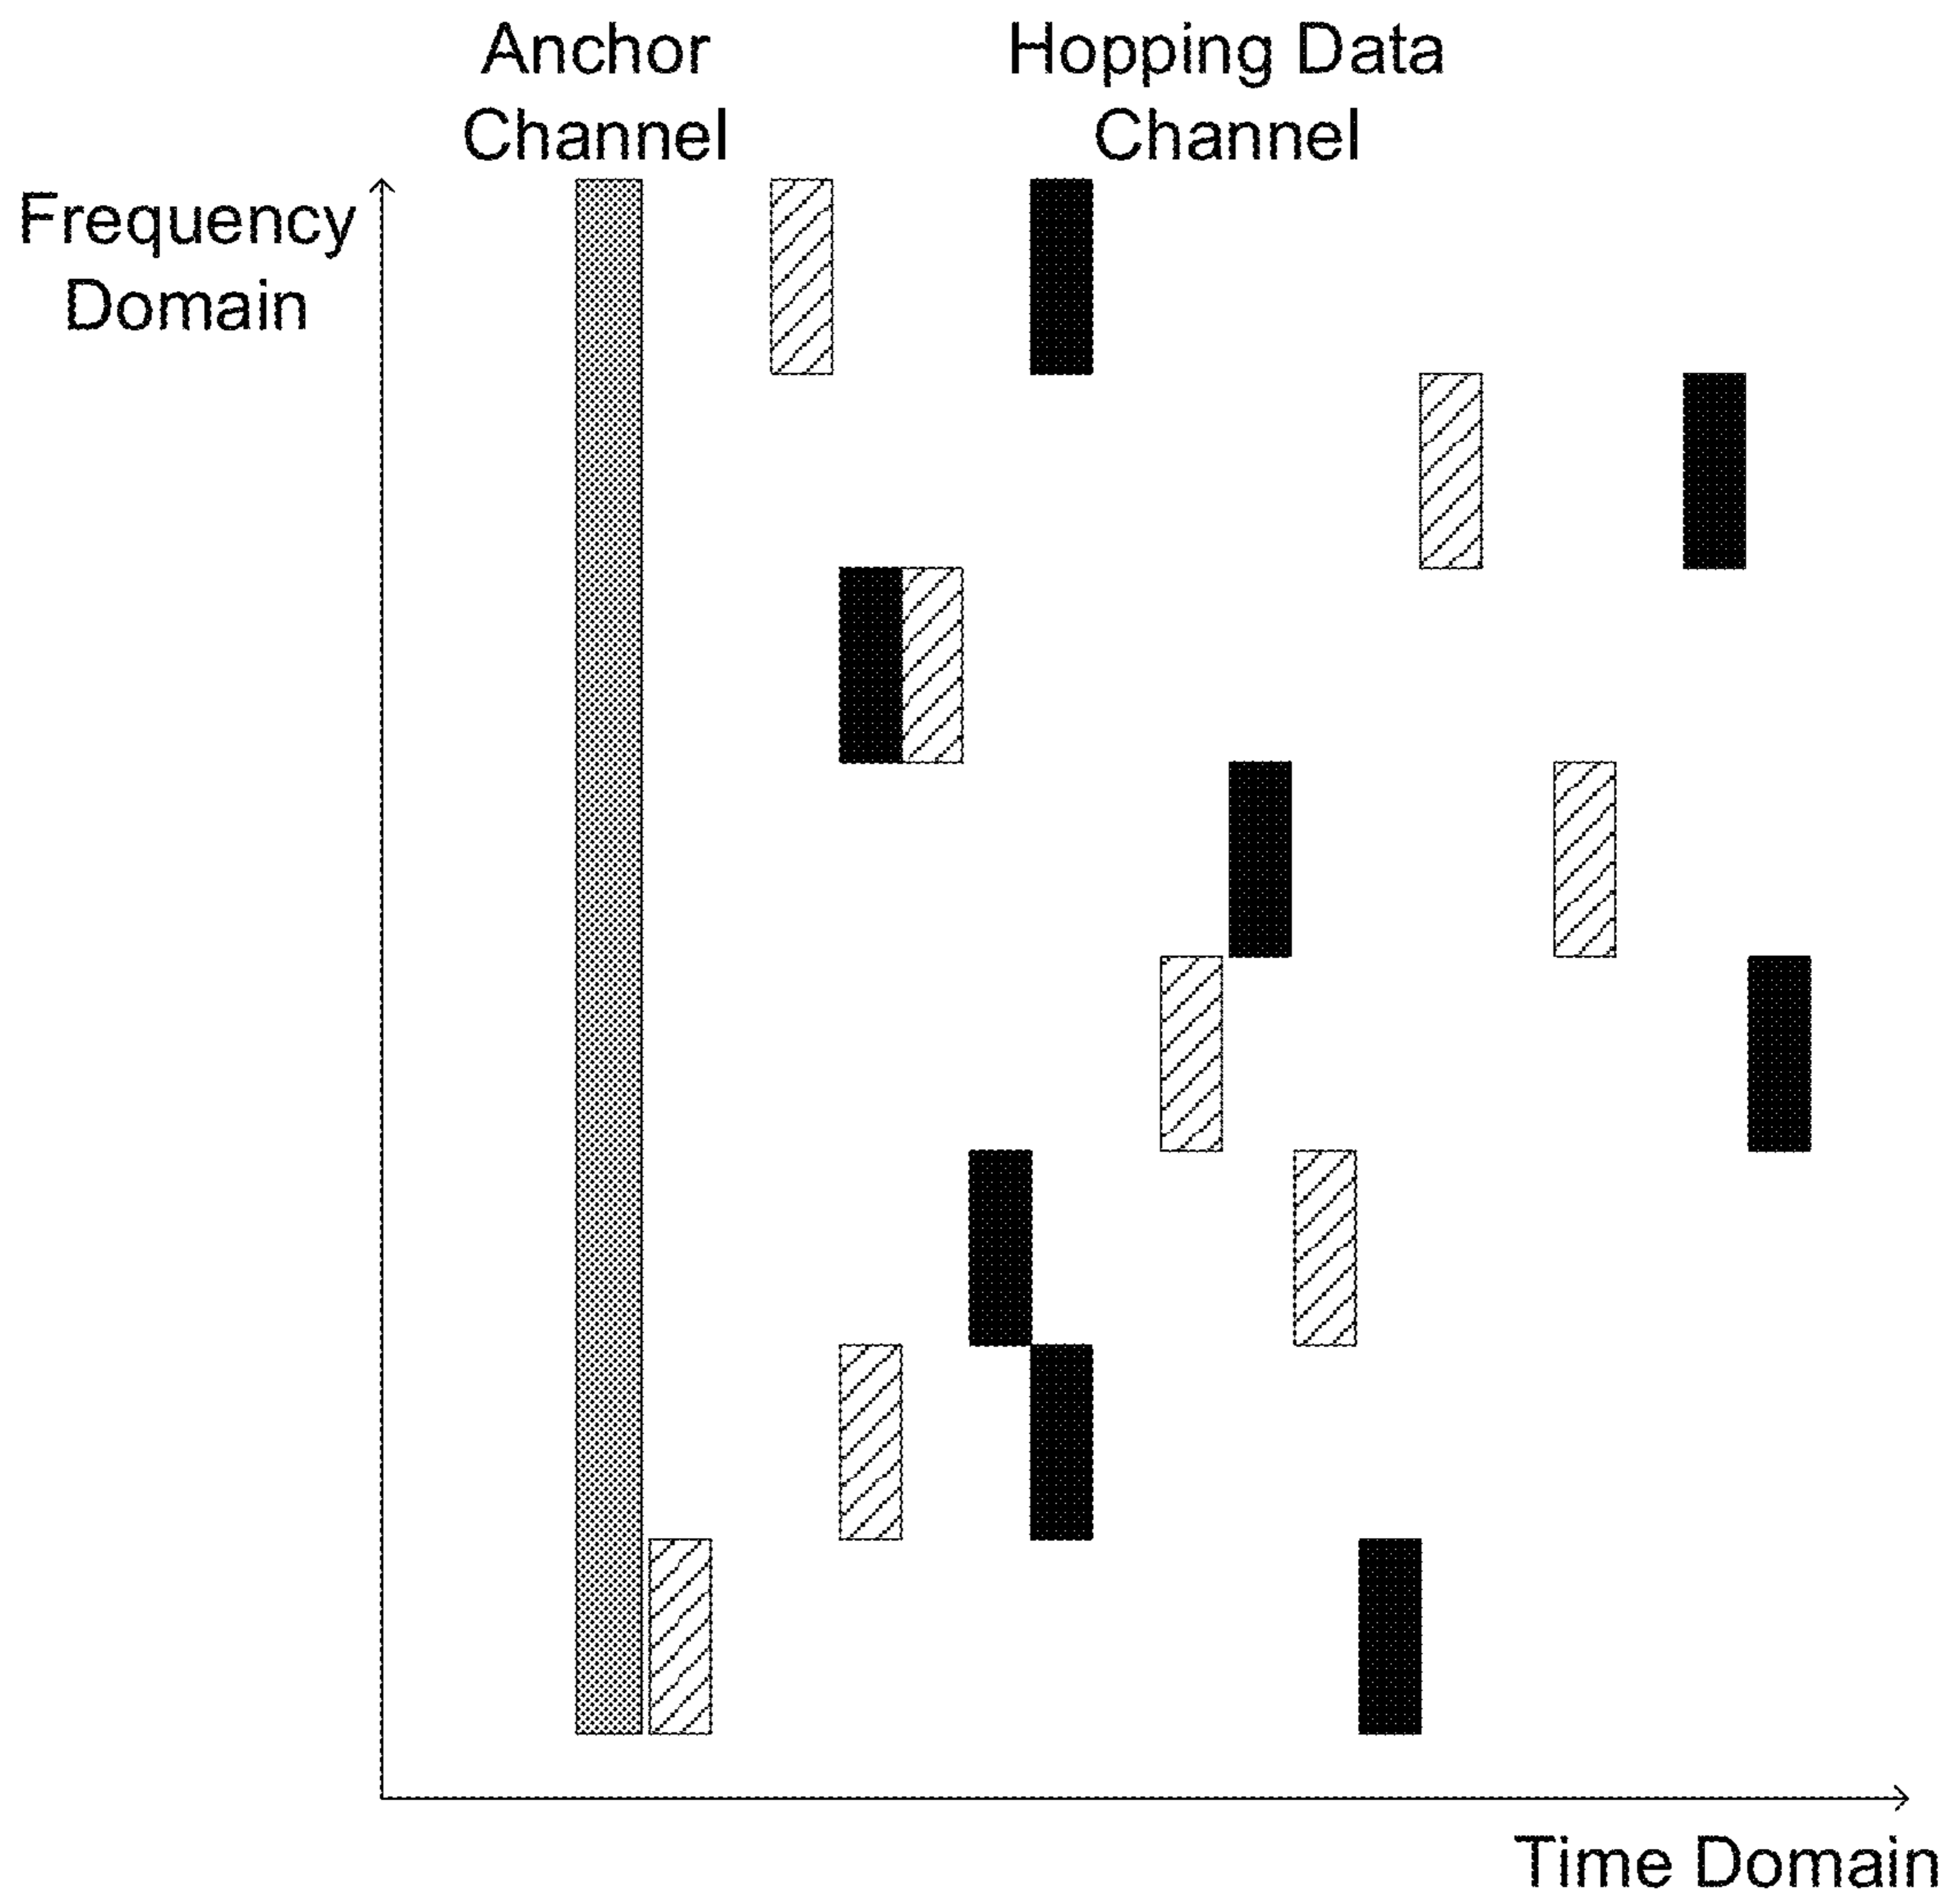 Anchor
Channel
Hopping Data
Channel
Frequency
Domain
Time Domain